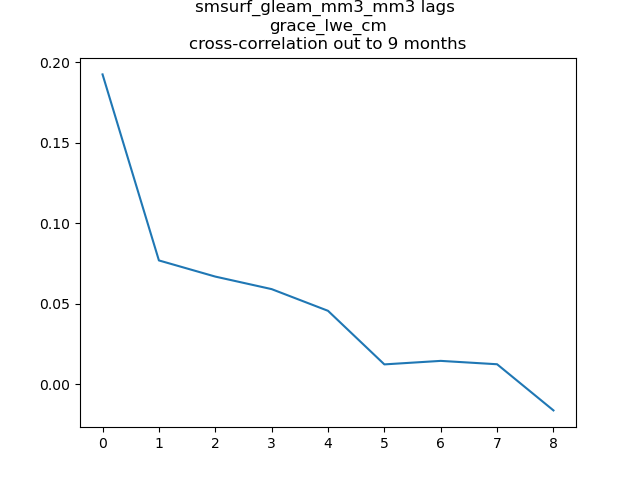 smsurf_gleam_mm3_mm3 lags
grace_lwe_cm
cross-correlation out to 9 months
0.20
0.15
0.10
0.05
0.00
0 1 2 3 4 5 6 7 8